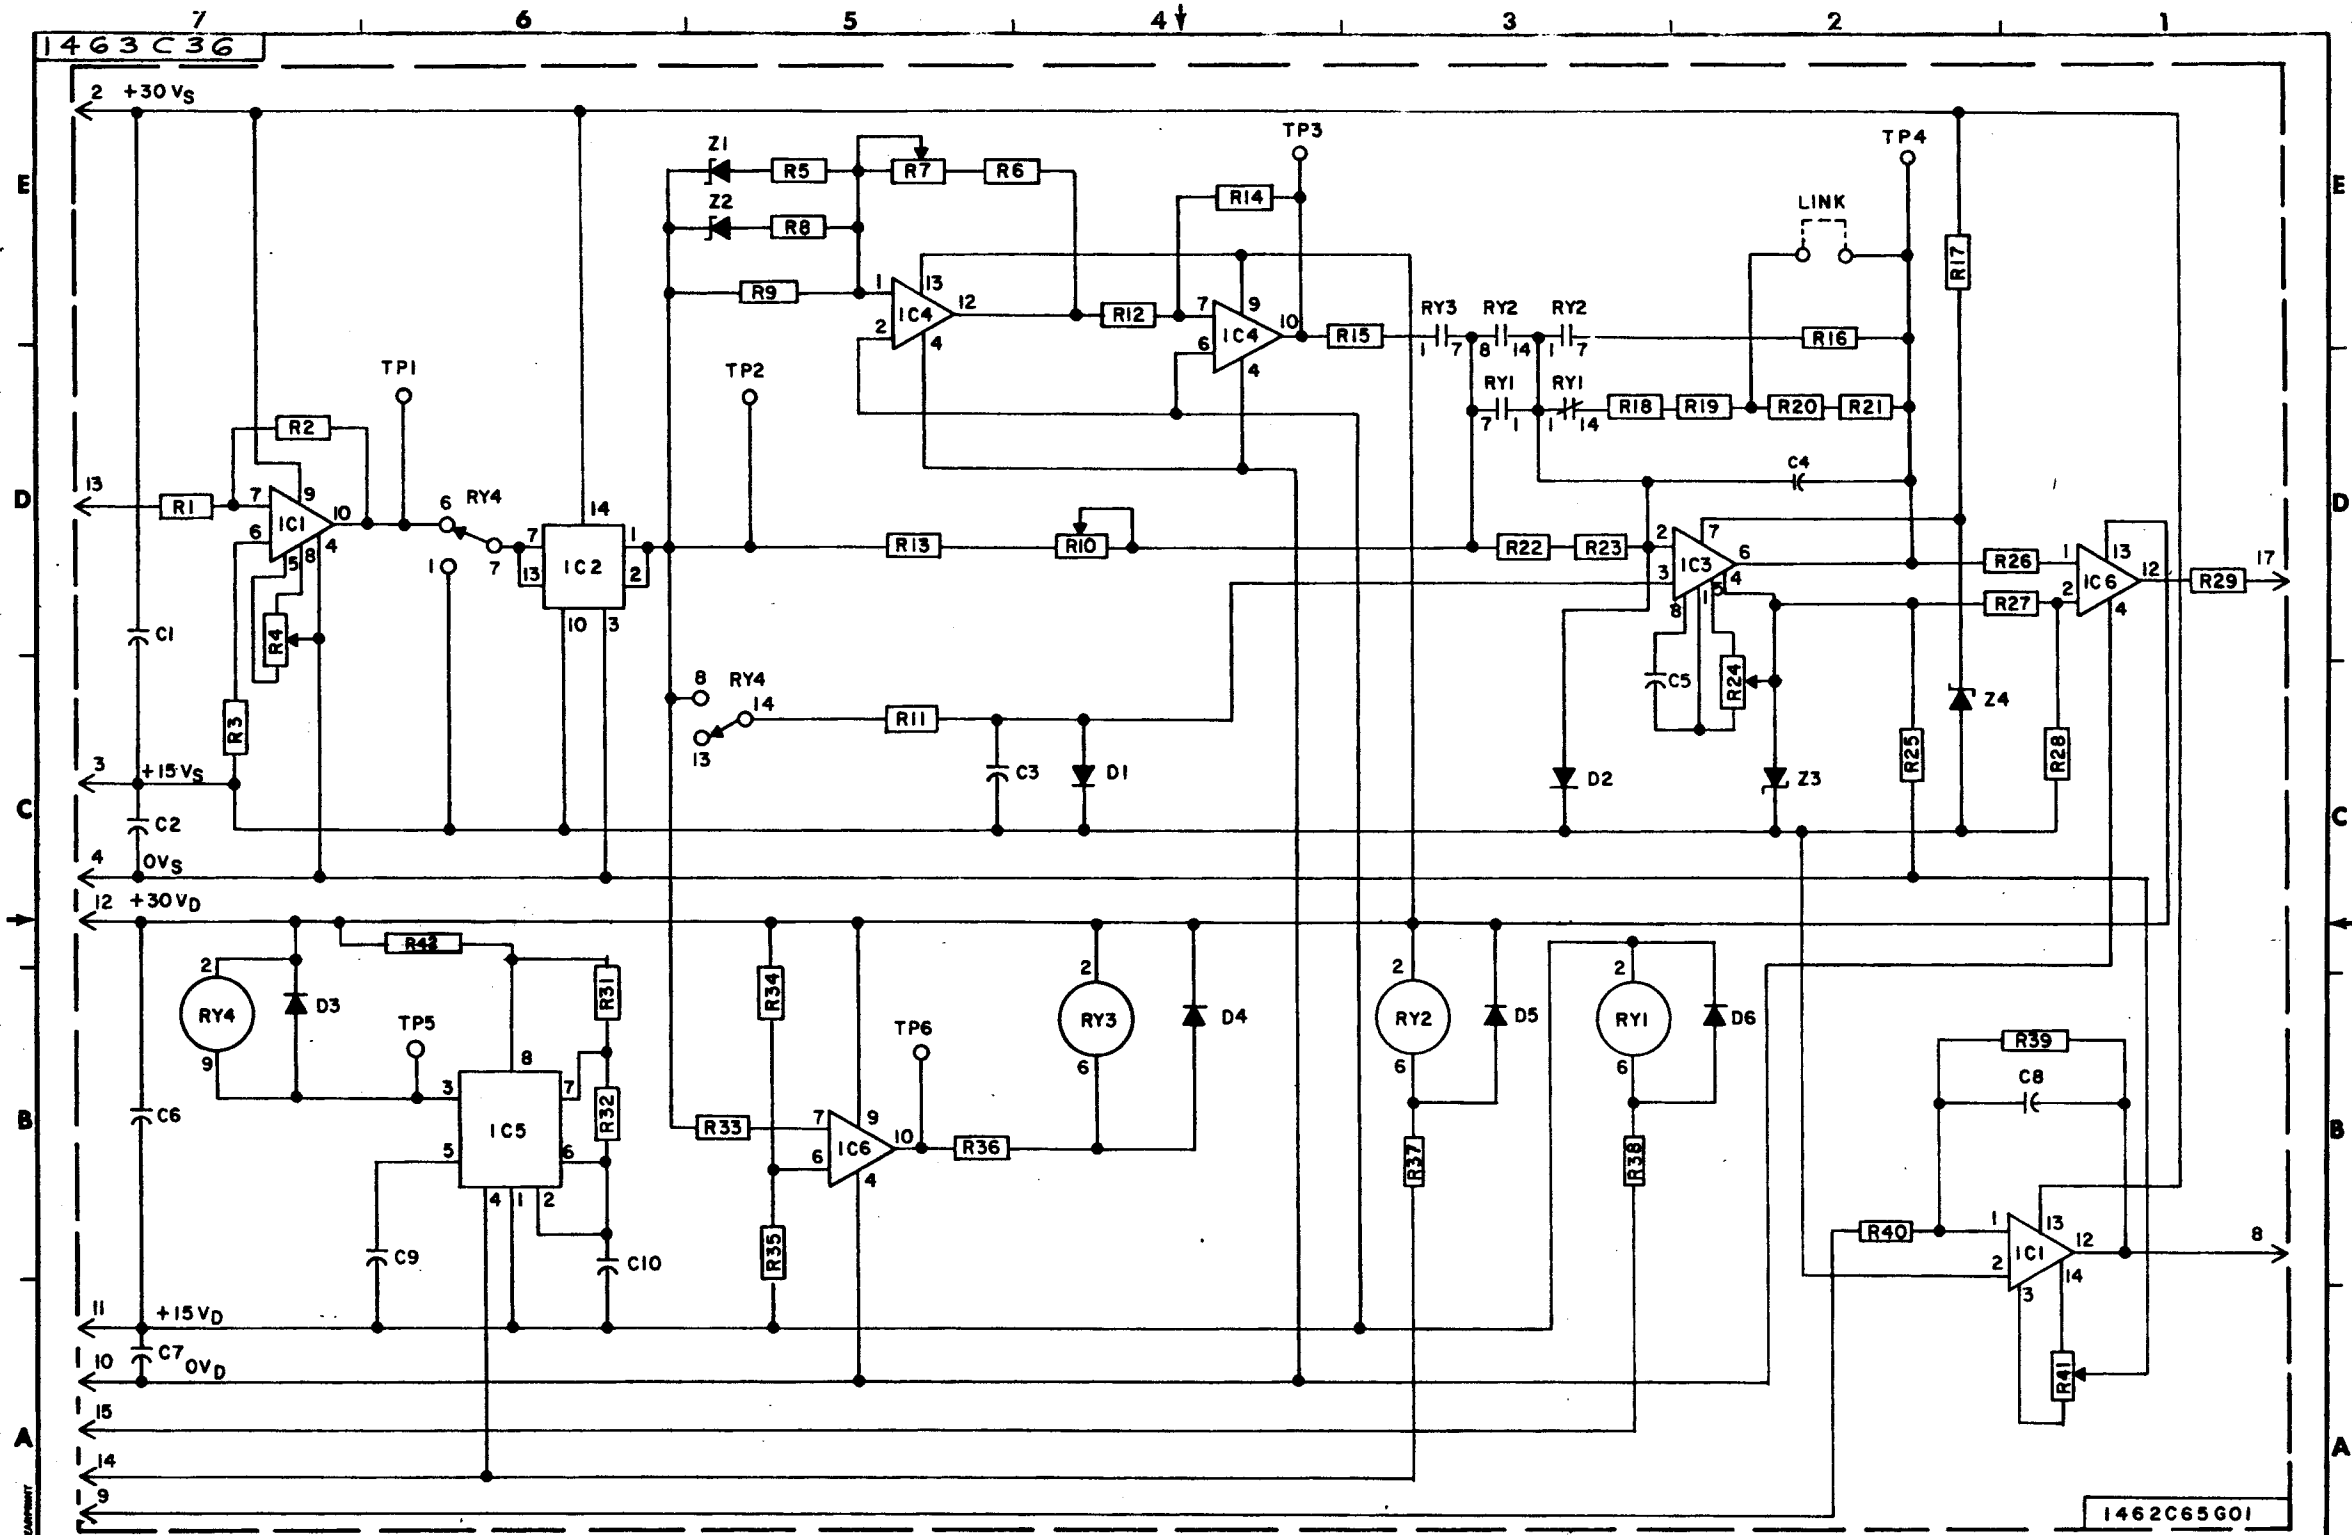 7 6 5 4 3 2 1
1463C36
2 +30VS
TP3
TP4
Z1 R5 R7 R6
E E
Z2 R8 R14
LINK
R17
R9 1 13 IC4 12 2 4
R12 7 9 IC4 10 6 4
R15
RY3 RY2 RY2
1 7 8 14 1 7
R16
TP1
TP2
RY1 RY1
7 1 1 14
R18 R19 R20 R21
R2
C4
D D
13 R1 7 9 IC1 10 6 5 8 4
6 RY4 1 7
14 7 1 IC2 13 2 10 3
R13 R10
R22 R23 2 7 IC3 6 3 4 5 1 8
R26 1 13 IC6 12 2 4
17 R29
R27
R4
C1
C5 R24
8 RY4 14 13
R11
Z4
R3
R25 R28
3 +15VS
C3 D1 D2 Z3
C C
C2
4 0VS
12 +30VD
R42
2 RY4 9 D3
R31
R34
2 RY3 6 D4
2 RY2 6 D5
2 RY1 6 D6
TP5
TP6
R39
8 3 7 IC5 5 6 4 1 2
R32
C8
C6
B B
R33 7 9 IC6 10 6 4
R36
R37 R38
C9 C10
R35
R40 1 13 IC1 12 2 14 3
8
11 +15VD
C7
10 0VD
R41
15
A A
14
9
1462C65G01